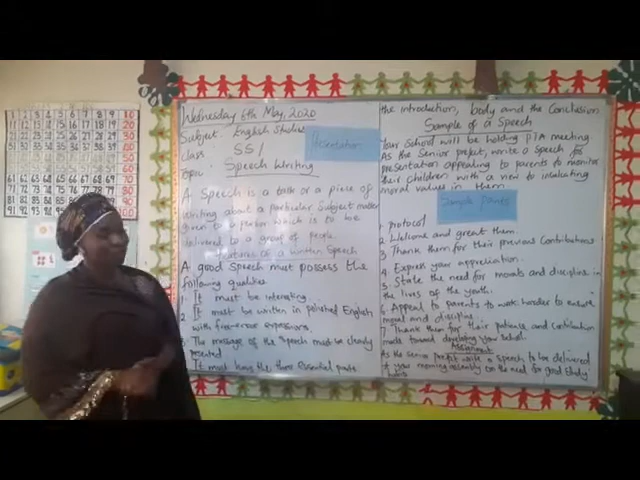 Wednesday 6th May, 2020
Subject: English Studies
Class SS1
Topic: Speech Writing
A Speech is a talk or a piece of
writing about a particular Subject matter
given by a person which is to be
delivered to a group of people.
Features of a written Speech
A good Speech must possess the
following qualities
1. It must be interesting.
2 It must be written in polished English
with expressions.
The message of the Speech must be clearly
presented
It must have the three essential parts
the introduction, body and the Conclusion
Sample of a Speech
Your School will be holding PTA meeting
As the Senior prefect, write a speech for
presentation appealing to parents to monitor
their children with a view to inculcating
moral values in them.
Sample Points
1 Protocol
2 Welcome and greet them.
3 Thank them for their previous Contributions
4 Express your appreciation.
5 State the need for morals and discipline in
the lives of the youth.
6 Appeal to parents to work harder to ensure
moral and discipline.
7 Thank them for their patience and Contribution
made toward developing your School.
Assignment
As the senior prefect write a speech to be delivered
at your morning assembly on the need for good study
habits